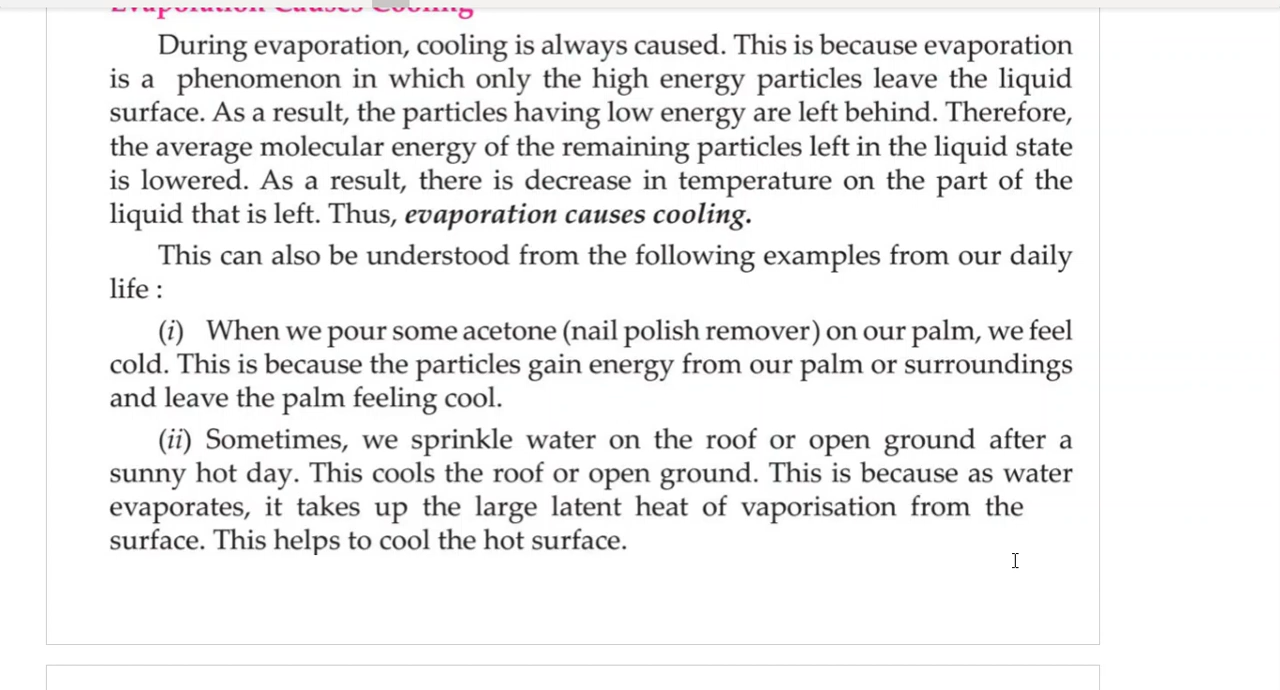 Evaporation Causes Cooling
During evaporation, cooling is always caused. This is because evaporation
is a phenomenon in which only the high energy particles leave the liquid
surface. As a result, the particles having low energy are left behind. Therefore,
the average molecular energy of the remaining particles left in the liquid state
is lowered. As a result, there is decrease in temperature on the part of the
liquid that is left. Thus, evaporation causes cooling.
This can also be understood from the following examples from our daily
life :
(i) When we pour some acetone (nail polish remover) on our palm, we feel
cold. This is because the particles gain energy from our palm or surroundings
and leave the palm feeling cool.
(ii) Sometimes, we sprinkle water on the roof or open ground after a
sunny hot day. This cools the roof or open ground. This is because as water
evaporates, it takes up the large latent heat of vaporisation from the
surface. This helps to cool the hot surface.